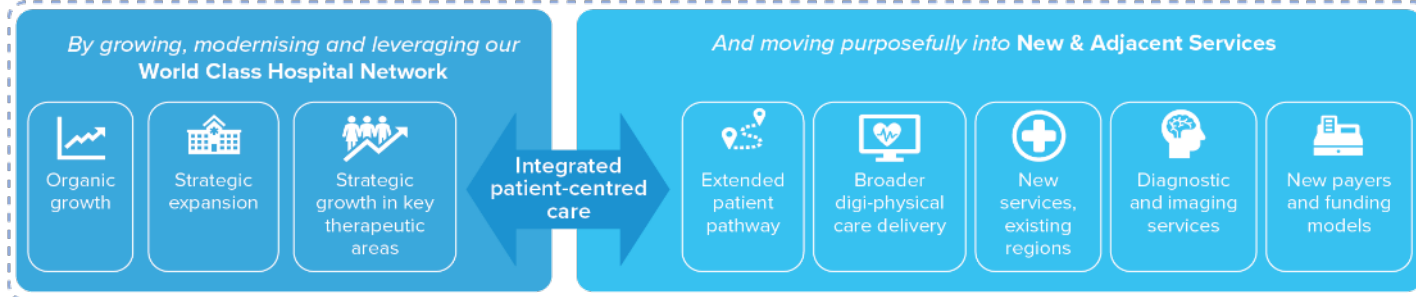 By growing, modernising and leveraging our
World Class Hospital Network
Organic
growth
Strategic
expansion
Strategic
growth in key
therapeutic
areas
Integrated
patient-centred
care
And moving purposefully into New & Adjacent Services
Extended
patient
pathway
Broader
digi-physical
care delivery
New
services,
existing
regions
Diagnostic
and imaging
services
New payers
and funding
models